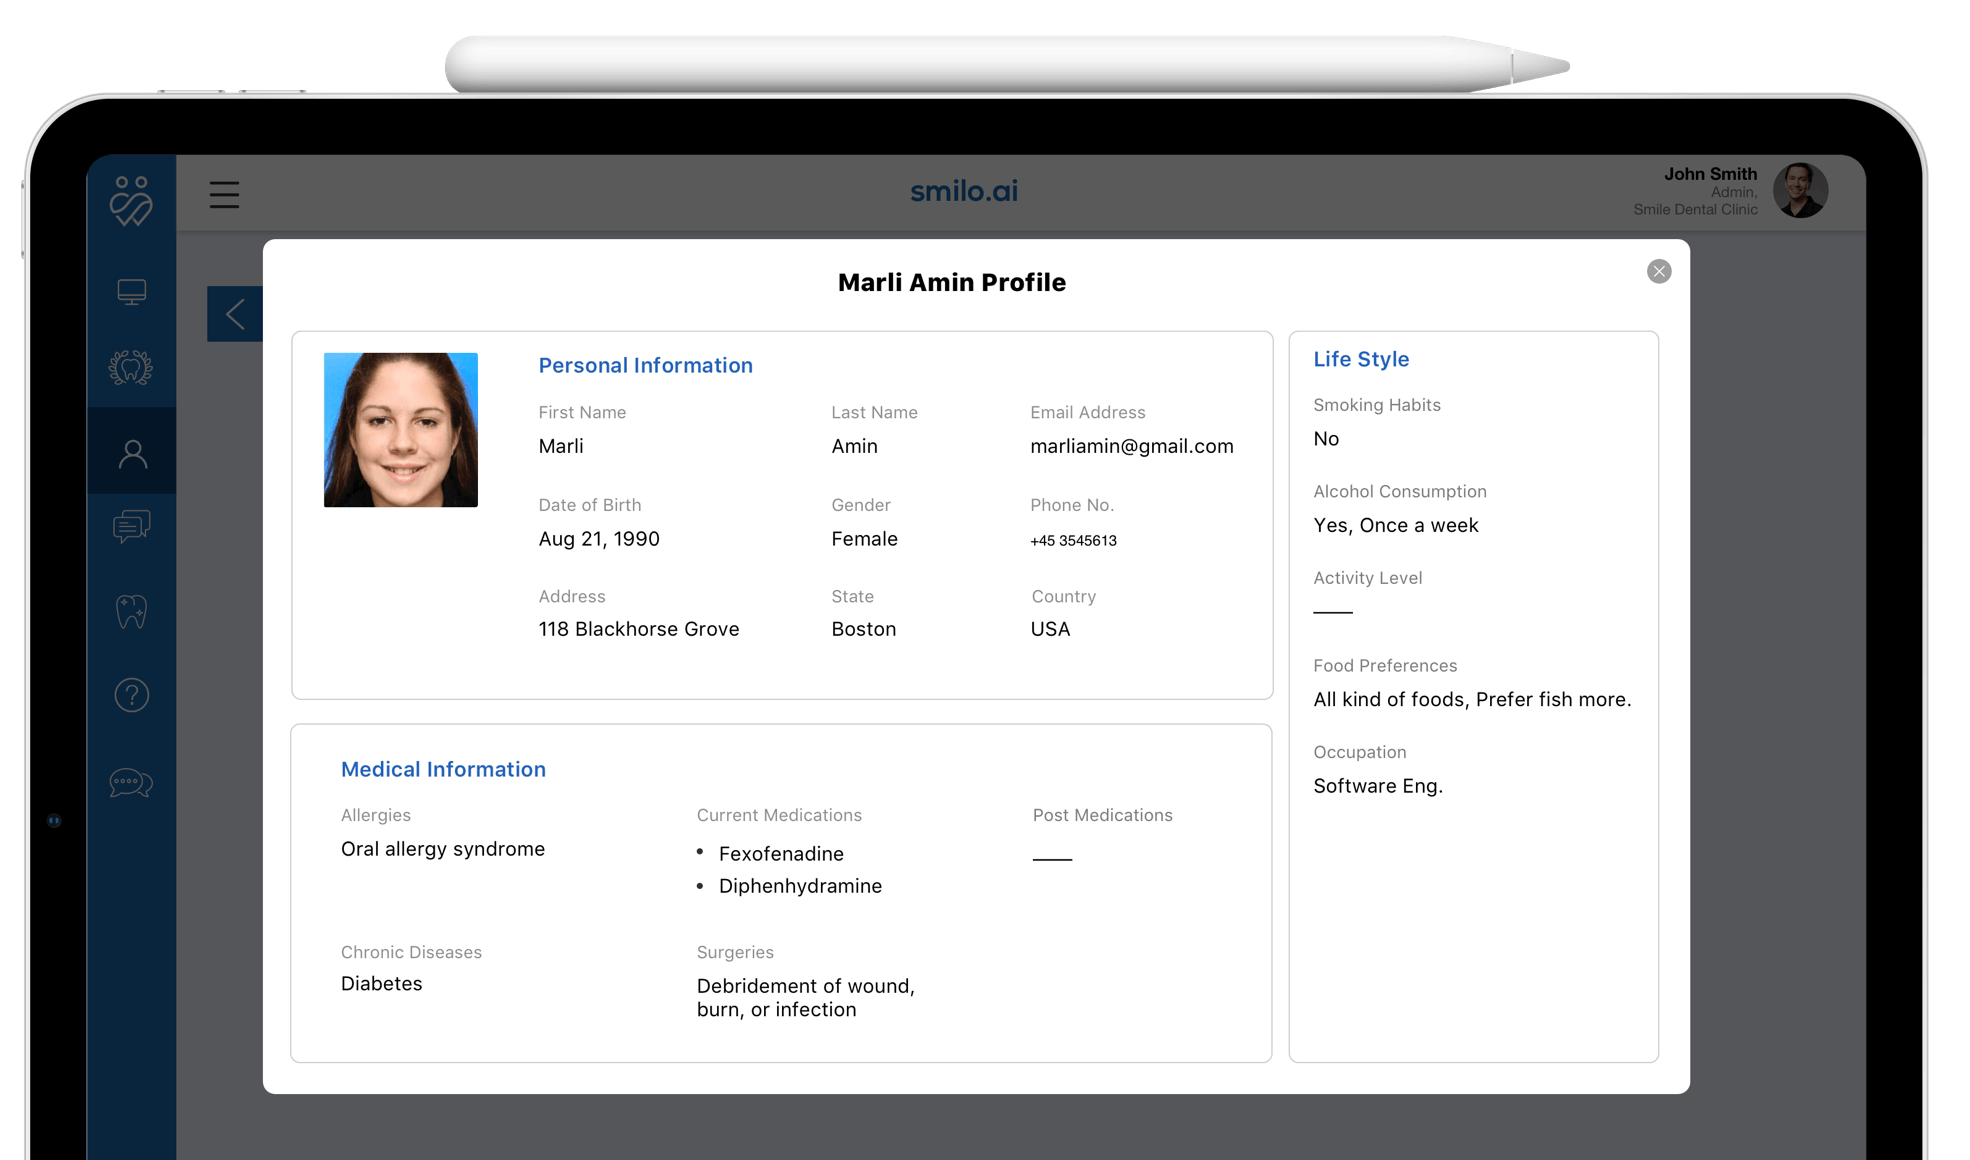 smilo.ai
John Smith
Admin,
Smile Dental Clinic
Marli Amin Profile
Personal Information
First Name
Marli
Last Name
Amin
Email Address
marliamin@gmail.com
Date of Birth
Aug 21, 1990
Gender
Female
Phone No.
+45 3545613
Address
118 Blackhorse Grove
State
Boston
Country
USA
Life Style
Smoking Habits
No
Alcohol Consumption
Yes, Once a week
Activity Level
Food Preferences
All kind of foods, Prefer fish more.
Occupation
Software Eng.
Medical Information
Allergies
Oral allergy syndrome
Current Medications
• Fexofenadine
• Diphenhydramine
Post Medications
Chronic Diseases
Diabetes
Surgeries
Debridement of wound,
burn, or infection